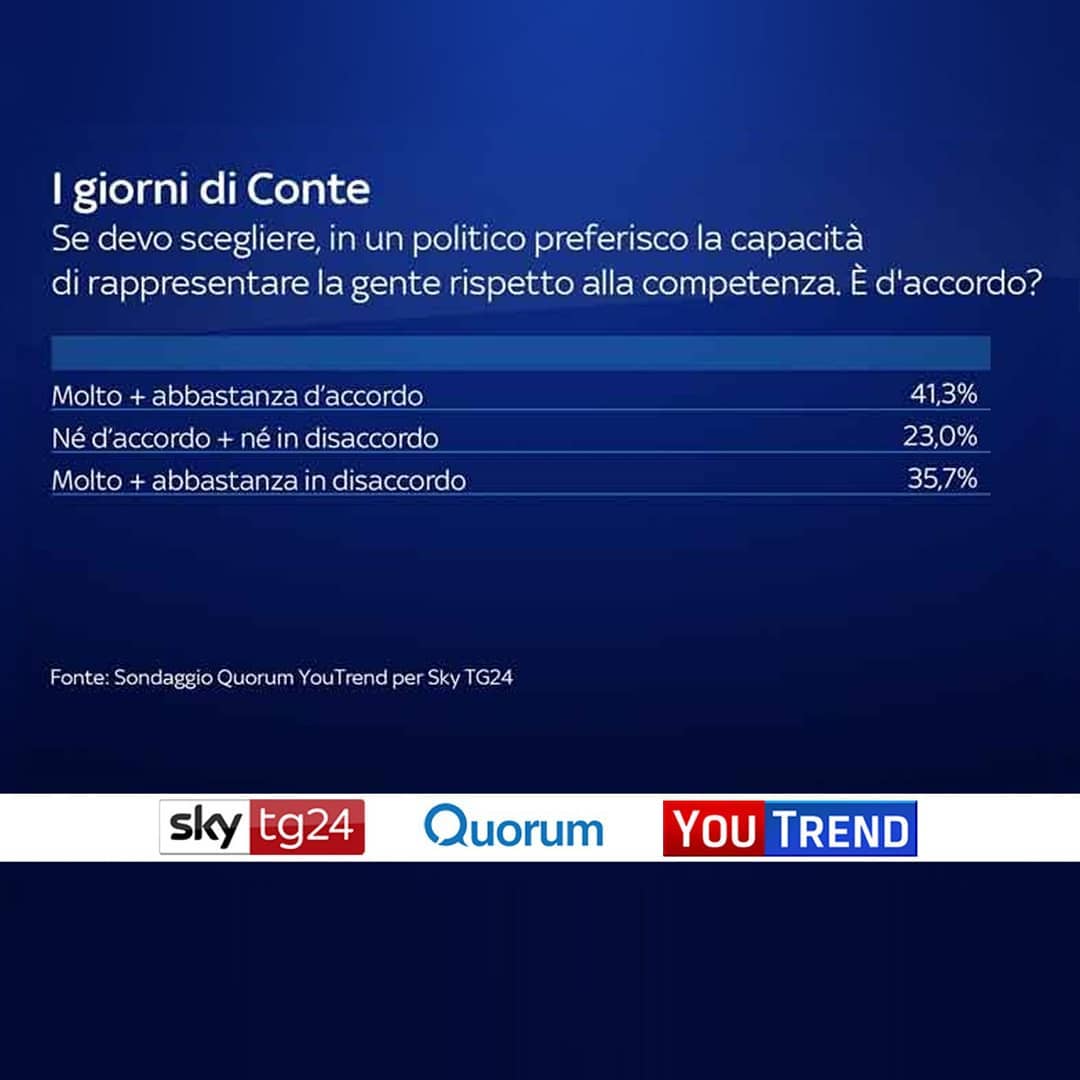 I giorni di Conte
Se devo scegliere, in un politico preferisco la capacità
di rappresentare la gente rispetto alla competenza. È d'accordo?
Molto + abbastanza d'accordo 41,3%
Né d'accordo + né in disaccordo 23,0%
Molto + abbastanza in disaccordo 35,7%
Fonte: Sondaggio Quorum YouTrend per Sky TG24
sky tg24 Quorum YOUTREND